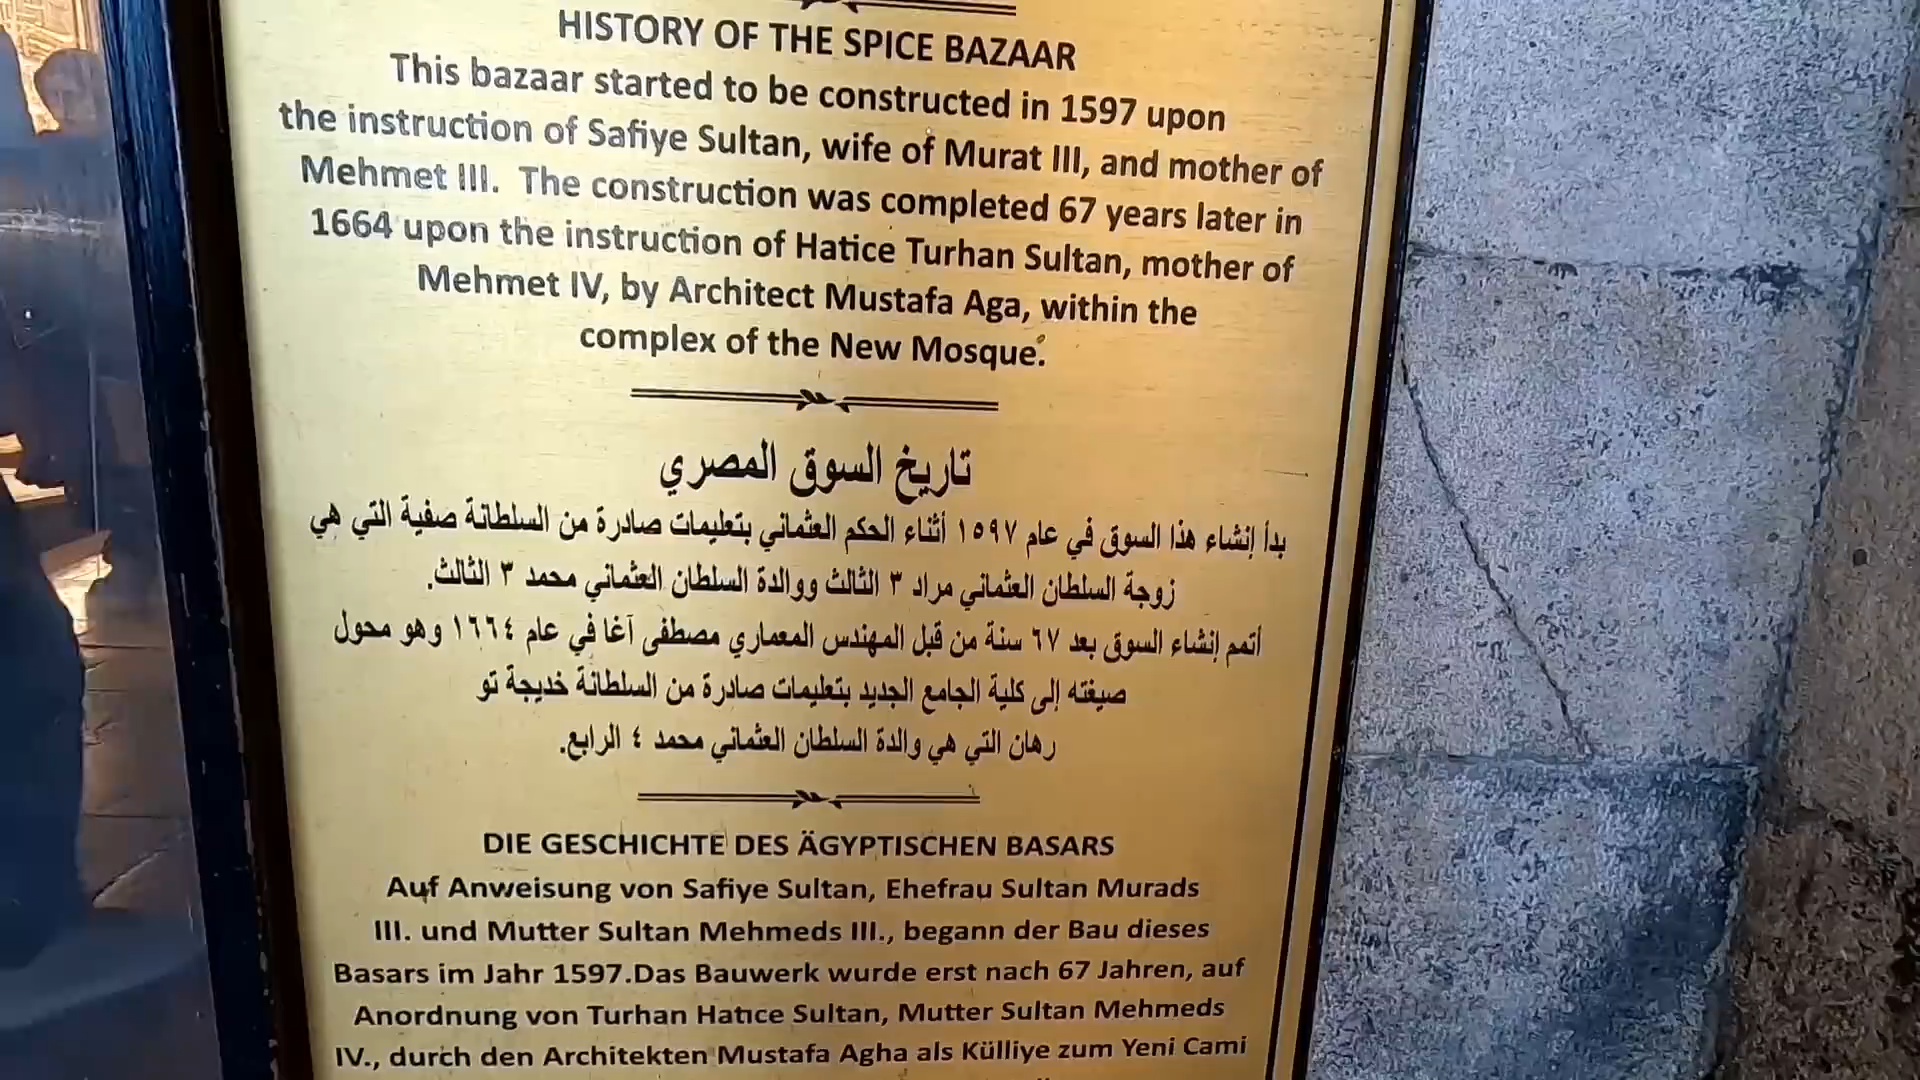 HISTORY OF THE SPICE BAZAAR
This bazaar started to be constructed in 1597 upon
the instruction of Safiye Sultan, wife of Murat III, and mother of
Mehmet III. The construction was completed 67 years later in
1664 upon the instruction of Hatice Turhan Sultan, mother of
Mehmet IV, by Architect Mustafa Aga, within the
complex of the New Mosque.
تاريخ السوق المصري
بدأ إنشاء هذا السوق في عام ١٥٩٧ أثناء الحكم العثماني بتعليمات صادرة من السلطانة صفية التي هي
زوجة السلطان العثماني مراد ٣ الثالث ووالدة السلطان العثماني محمد ٣ الثالث.
أتمم إنشاء السوق بعد ٦٧ سنة من قبل المهندس المعماري مصطفى آغا في عام ١٦٦٤ وهو محول
صيغته إلى كلية الجامع الجديد بتعليمات صادرة من السلطانة خديجة تو
رهان التي هي والدة السلطان العثماني محمد ٤ الرابع.
DIE GESCHICHTE DES ÄGYPTISCHEN BASARS
Auf Anweisung von Safiye Sultan, Ehefrau Sultan Murads
III. und Mutter Sultan Mehmeds III., begann der Bau dieses
Basars im Jahr 1597.Das Bauwerk wurde erst nach 67 Jahren, auf
Anordnung von Turhan Hatıce Sultan, Mutter Sultan Mehmeds
IV., durch den Architekten Mustafa Agha als Külliye zum Yeni Cami